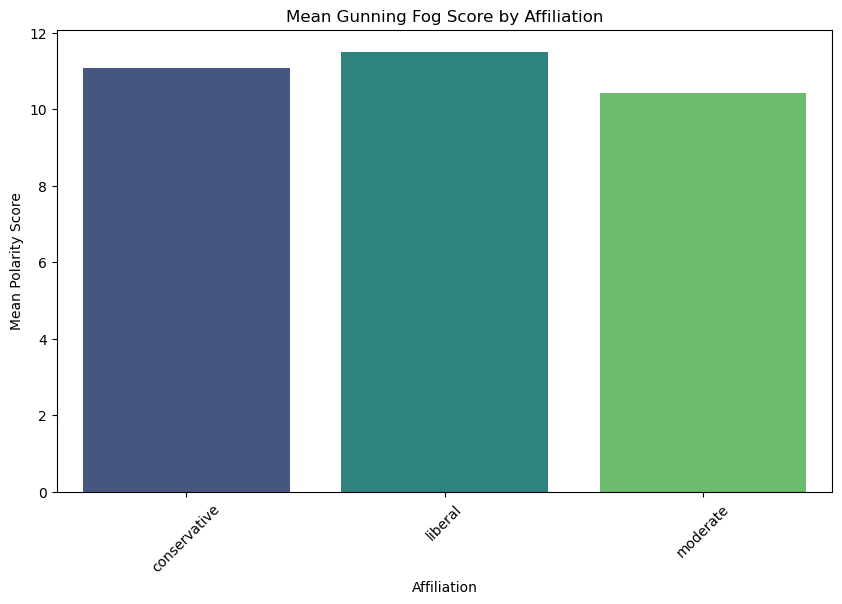 Mean Gunning Fog Score by Affiliation
12
10
8
6
4
2
0
Mean Polarity Score
conservative
liberal
moderate
Affiliation